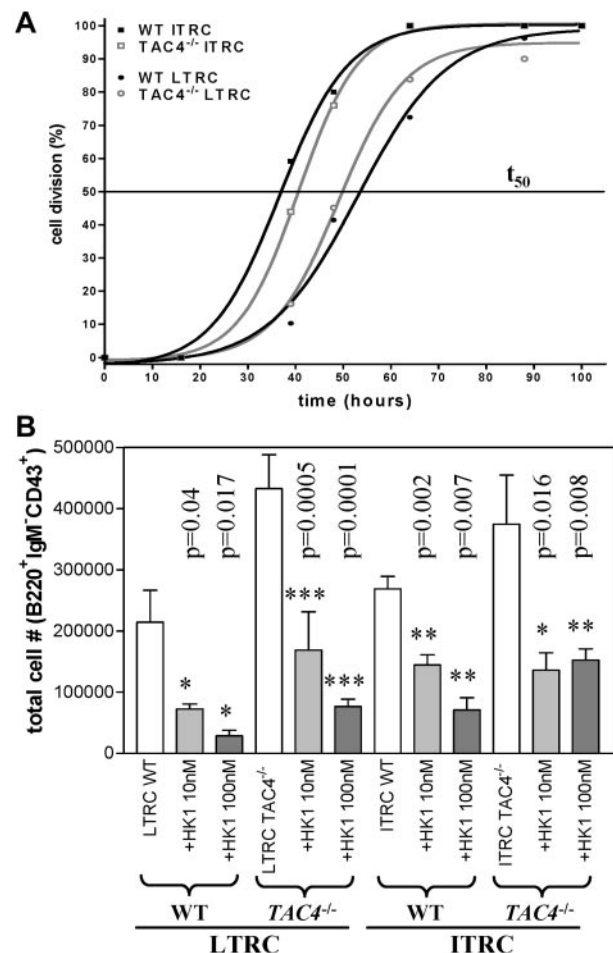 A
WT ITRC
TAC4-/- ITRC
WT LTRC
TAC4-/- LTRC
t50
cell division (%)
100
90
80
70
60
50
40
30
20
10
0
0 10 20 30 40 50 60 70 80 90 100
time (hours)
B
total cell # (B220+IgM-CD43+)
500000
400000
300000
200000
100000
0
p=0.04
p=0.017
p=0.0005
p=0.0001
p=0.002
p=0.007
p=0.016
p=0.008
* * *** *** ** ** * **
LTRC WT
+HK1 10nM
+HK1 100nM
LTRC TAC4-/-
+HK1 10nM
+HK1 100nM
ITRC WT
+HK1 10nM
+HK1 100nM
ITRC TAC4-/-
+HK1 10nM
+HK1 100nM
WT TAC4-/- WT TAC4-/-
LTRC ITRC